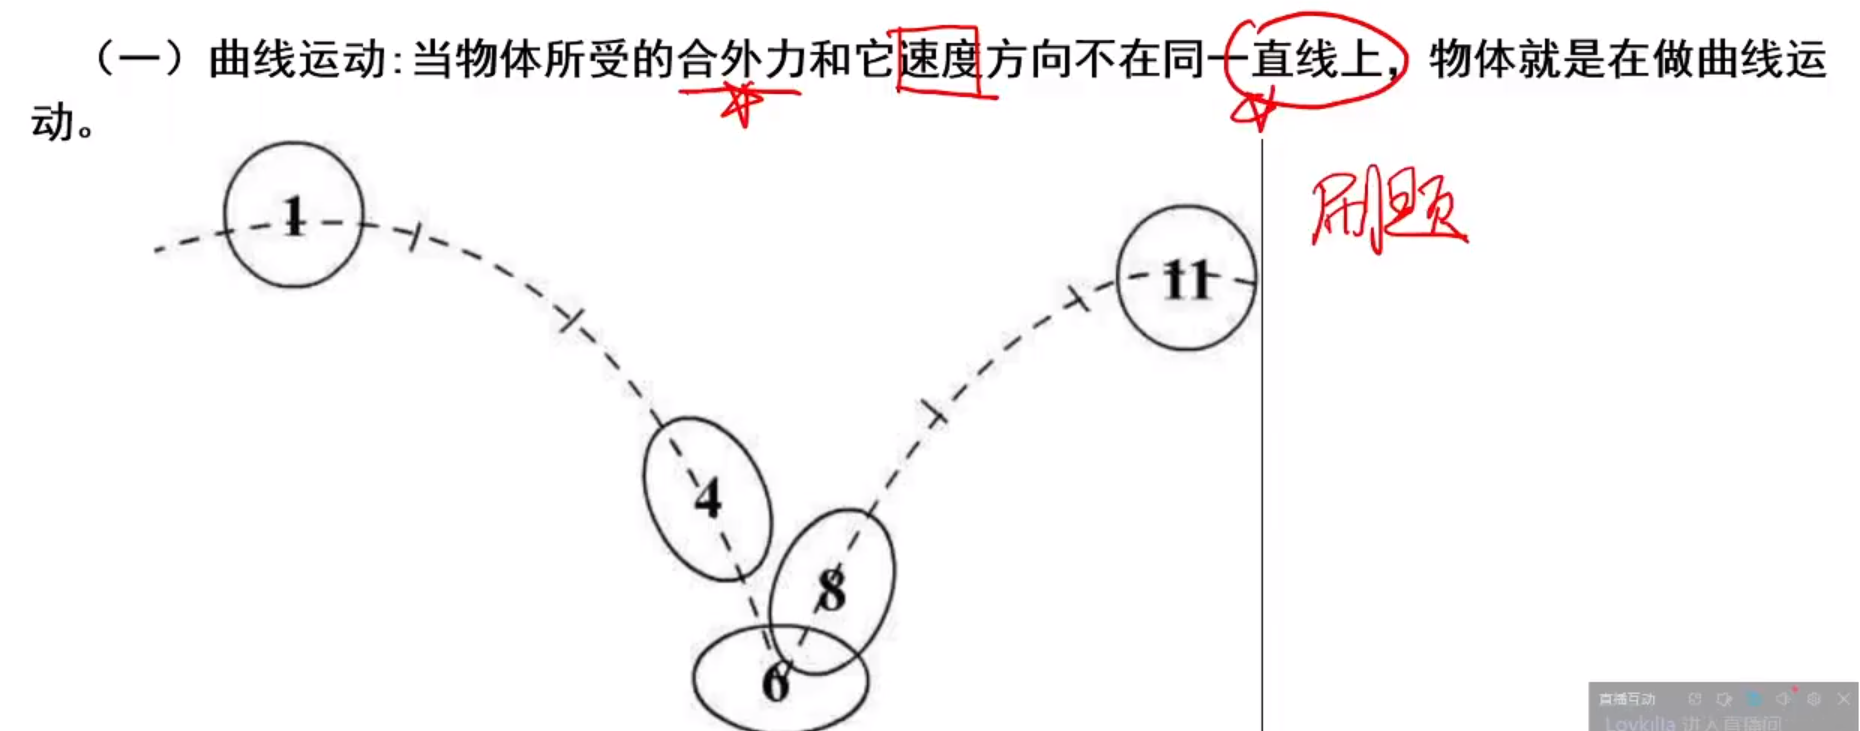 （一）曲线运动:当物体所受的合外力和它速度方向不在同一直线上，物体就是在做曲线运
动。
1
刷题
11
4
8
6
直播互动
Lovkilla 进入直播间